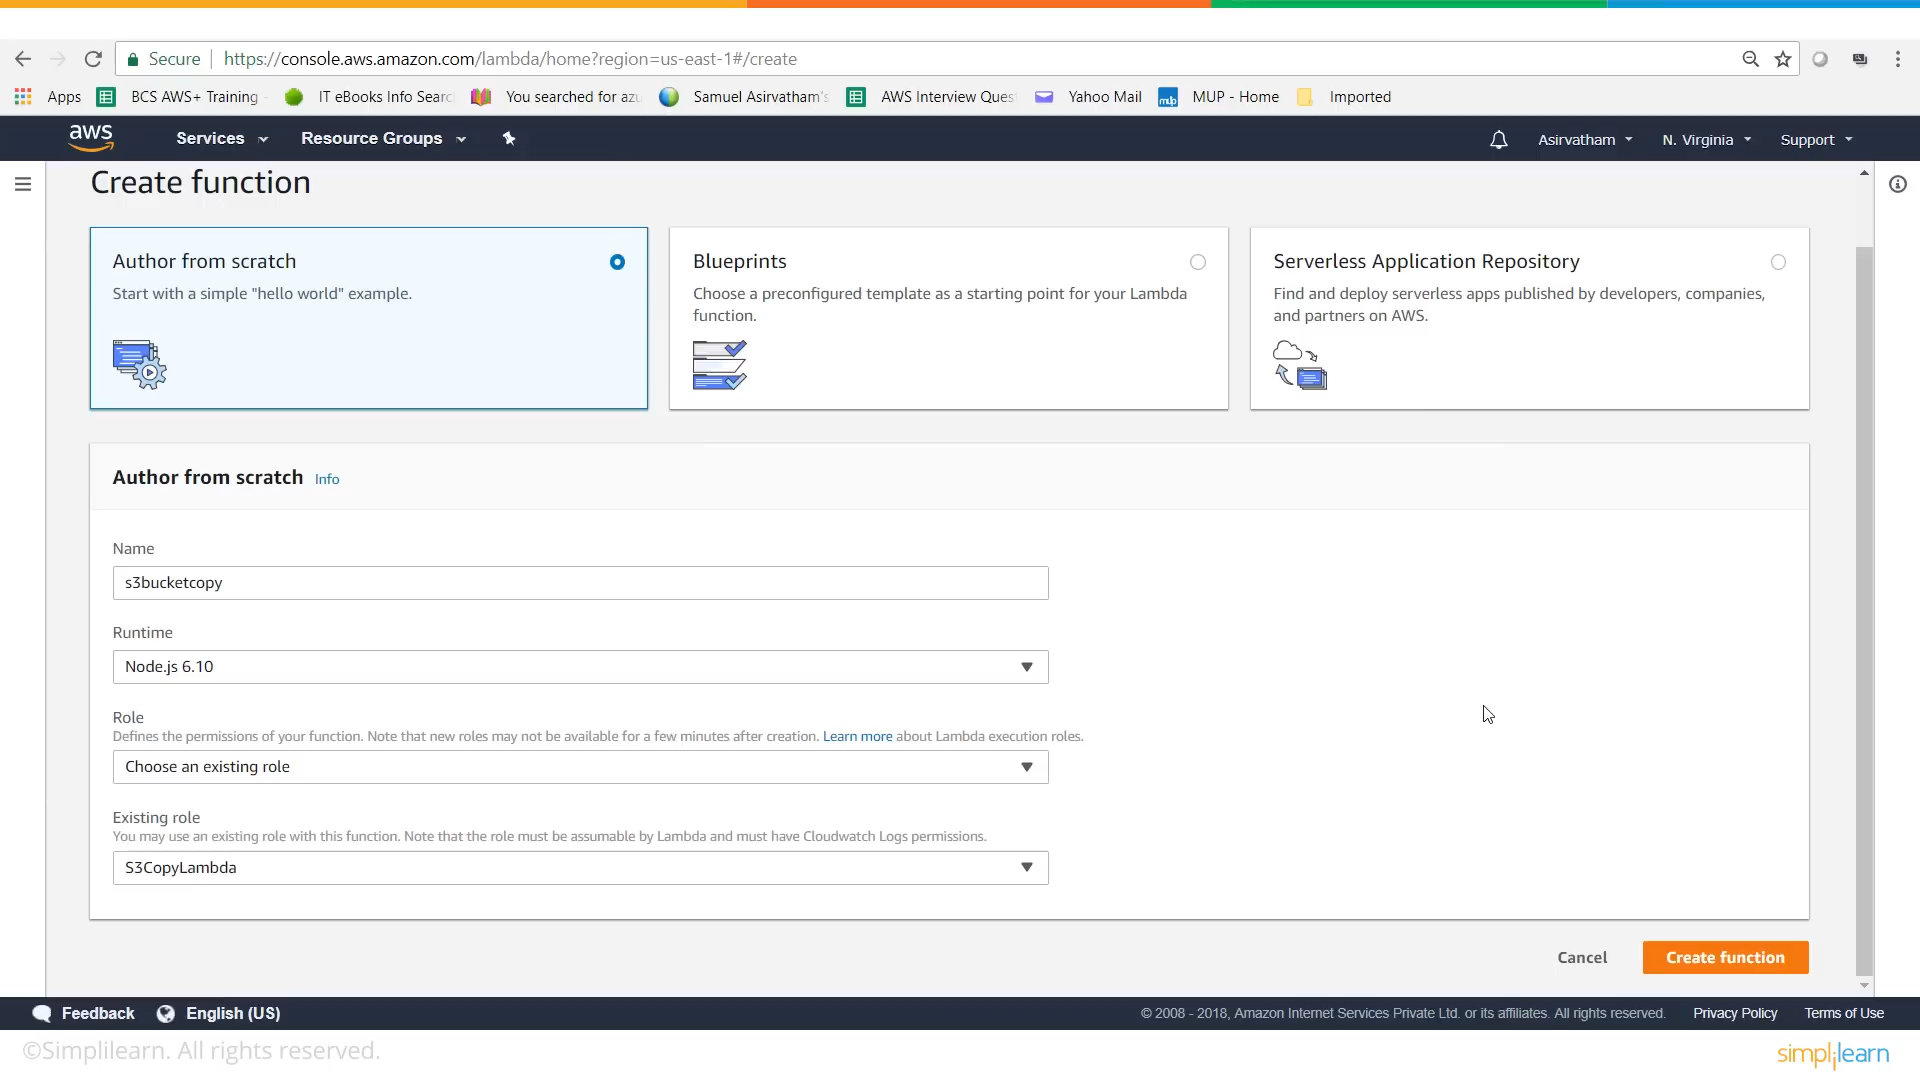 Secure https://console.aws.amazon.com/lambda/home?region=us-east-1#/create
Apps BCS AWS+ Training IT eBooks Info Searc You searched for azu Samuel Asirvatham's AWS Interview Ques Yahoo Mail mdp MUP - Home Imported
aws Services Resource Groups Asirvatham N. Virginia Support
Create function
Author from scratch
Start with a simple "hello world" example.
Blueprints
Choose a preconfigured template as a starting point for your Lambda
function.
Serverless Application Repository
Find and deploy serverless apps published by developers, companies,
and partners on AWS.
Author from scratch Info
Name
s3bucketcopy
Runtime
Node.js 6.10
Role
Defines the permissions of your function. Note that new roles may not be available for a few minutes after creation. Learn more about Lambda execution roles.
Choose an existing role
Existing role
You may use an existing role with this function. Note that the role must be assumable by Lambda and must have Cloudwatch Logs permissions.
S3CopyLambda
Cancel Create function
Feedback English (US) © 2008 - 2018, Amazon Internet Services Private Ltd. or its affiliates. All rights reserved. Privacy Policy Terms of Use
©Simplilearn. All rights reserved. simplilearn